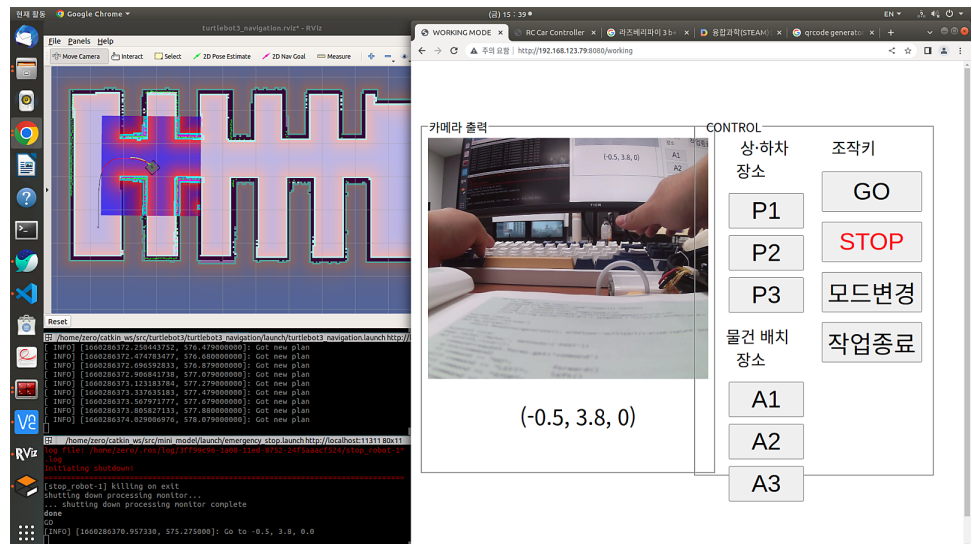 현재 활동
Google Chrome ▾
(금) 15 : 39
EN ▾
turtlebot3_navigation.rviz* - RViz
File Panels Help
Move Camera
Interact
Select
2D Pose Estimate
2D Nav Goal
Measure
Reset
/home/zero/catkin_ws/src/turtlebot3/turtlebot3_navigation/launch/turtlebot3_navigation.launch http://l
[ INFO] [1660286372.250443752, 576.479000000]: Got new plan
[ INFO] [1660286372.474783477, 576.680000000]: Got new plan
[ INFO] [1660286372.696592833, 576.879000000]: Got new plan
[ INFO] [1660286372.906841738, 577.079000000]: Got new plan
[ INFO] [1660286373.123183784, 577.279000000]: Got new plan
[ INFO] [1660286373.337635183, 577.479000000]: Got new plan
[ INFO] [1660286373.567971777, 577.679000000]: Got new plan
[ INFO] [1660286373.805827133, 577.880000000]: Got new plan
[ INFO] [1660286374.029006976, 578.079000000]: Got new plan
/home/zero/catkin_ws/src/mini_model/launch/emergency_stop.launch http://localhost:11311 80x11
.log
Initiating shutdown!
[stop_robot-1] killing on exit
shutting down processing monitor...
... shutting down processing monitor complete
done
GO
[INFO] [1660286370.957330, 575.275000]: Go to -0.5, 3.8, 0.0
WORKING MODE
RC Car Controller
라즈베리파이 3 b+
융합과학(STEAM)
qrcode generator
주의 요함
http://192.168.123.79:8080/working
카메라 출력
(-0.5, 3.8, 0)
A1
A2
(-0.5, 3.8, 0)
CONTROL
상·하차
장소
P1
P2
P3
물건 배치
장소
A1
A2
A3
조작키
GO
STOP
모드변경
작업종료
RViz